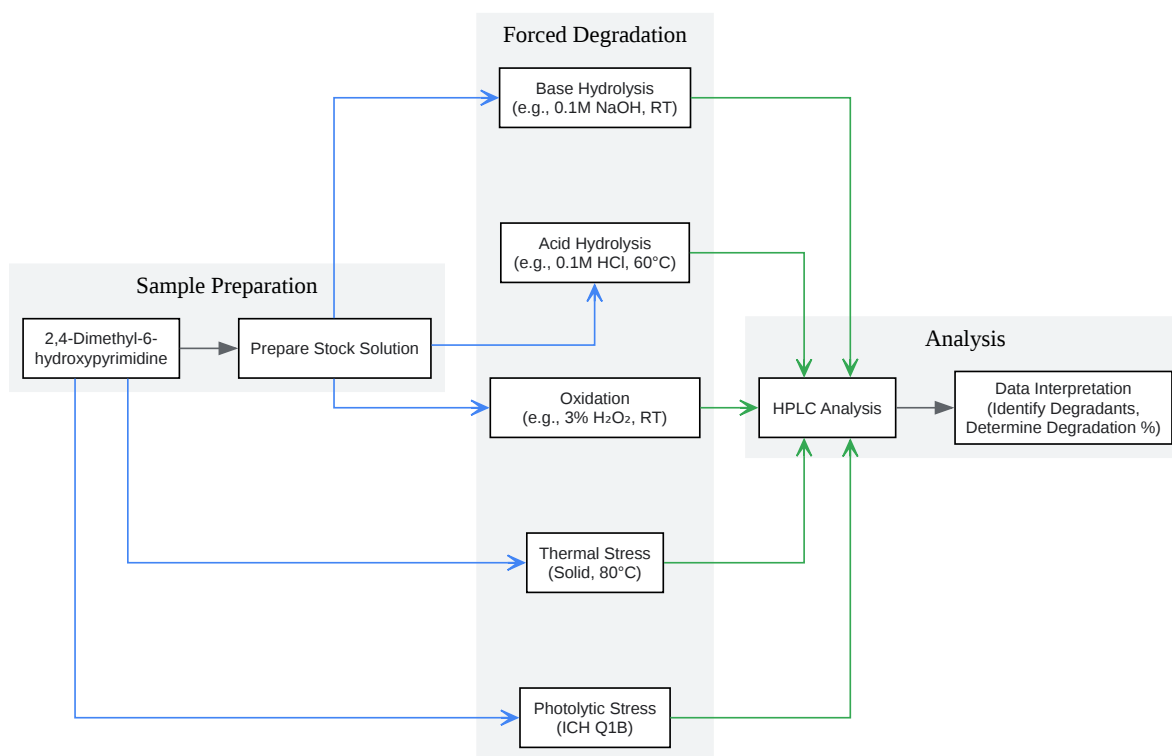 Forced Degradation
Base Hydrolysis
(e.g., 0.1M NaOH, RT)
Acid Hydrolysis
(e.g., 0.1M HCl, 60°C)
Sample Preparation
2,4-Dimethyl-6-
hydroxypyrimidine
Prepare Stock Solution
Oxidation
(e.g., 3% H₂O₂, RT)
Thermal Stress
(Solid, 80°C)
Photolytic Stress
(ICH Q1B)
Analysis
HPLC Analysis
Data Interpretation
(Identify Degradants,
Determine Degradation %)